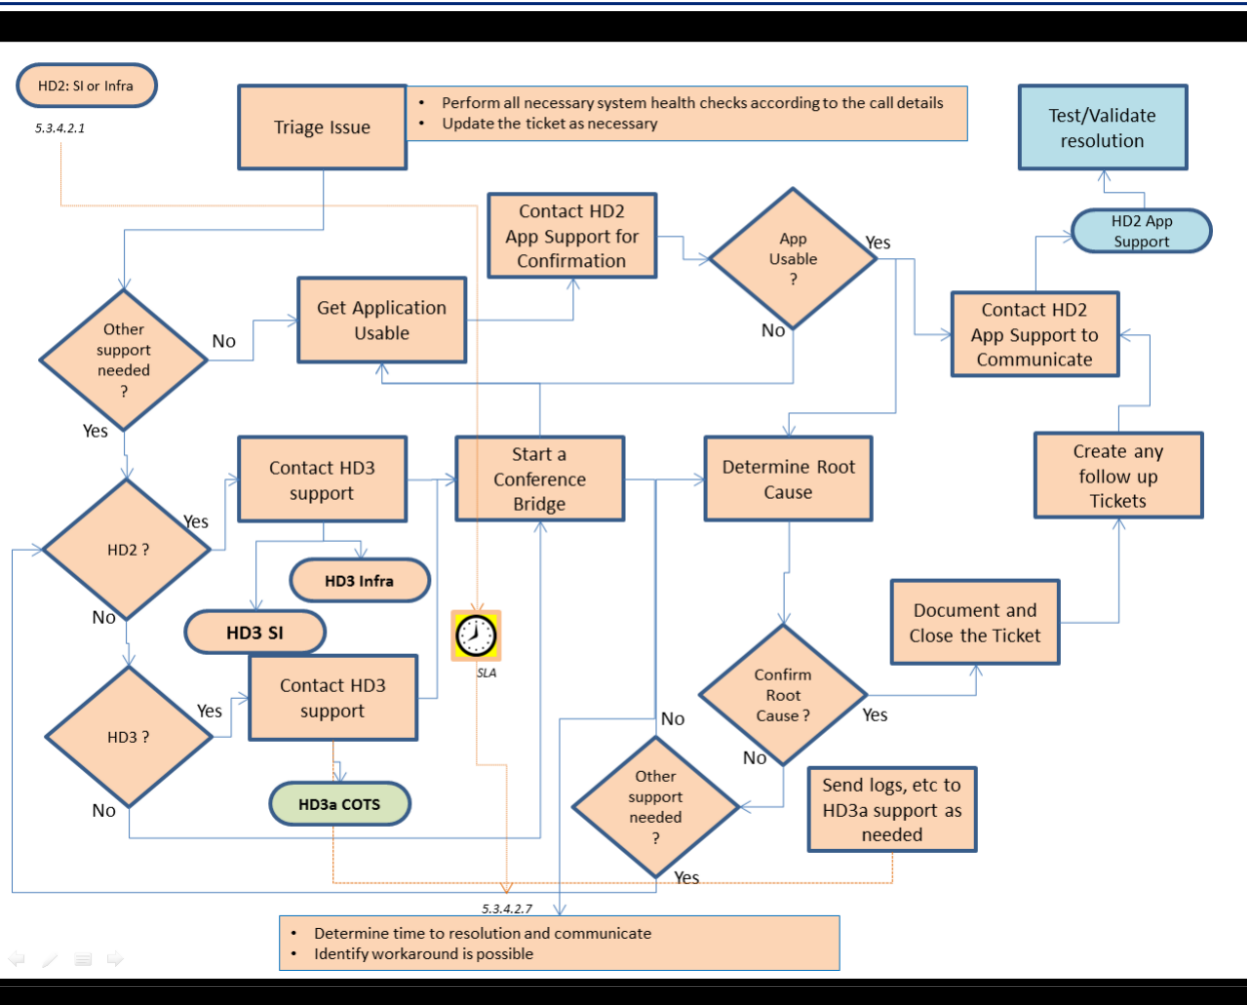 HD2: SI or Infra
5.3.4.2.1
Triage Issue
• Perform all necessary system health checks according to the call details
• Update the ticket as necessary
Test/Validate
resolution
HD2 App
Support
Contact HD2
App Support for
Confirmation
App
Usable
?
Yes
No
Get Application
Usable
Contact HD2
App Support to
Communicate
Other
support
needed
?
No
Yes
Contact HD3
support
Start a
Conference
Bridge
Determine Root
Cause
Create any
follow up
Tickets
HD2 ?
Yes
No
HD3 Infra
HD3 SI
SLA
Document and
Close the Ticket
Contact HD3
support
HD3 ?
Yes
No
HD3a COTS
Confirm
Root
Cause ?
Yes
No
Other
support
needed
?
No
Yes
Send logs, etc to
HD3a support as
needed
5.3.4.2.7
• Determine time to resolution and communicate
• Identify workaround is possible